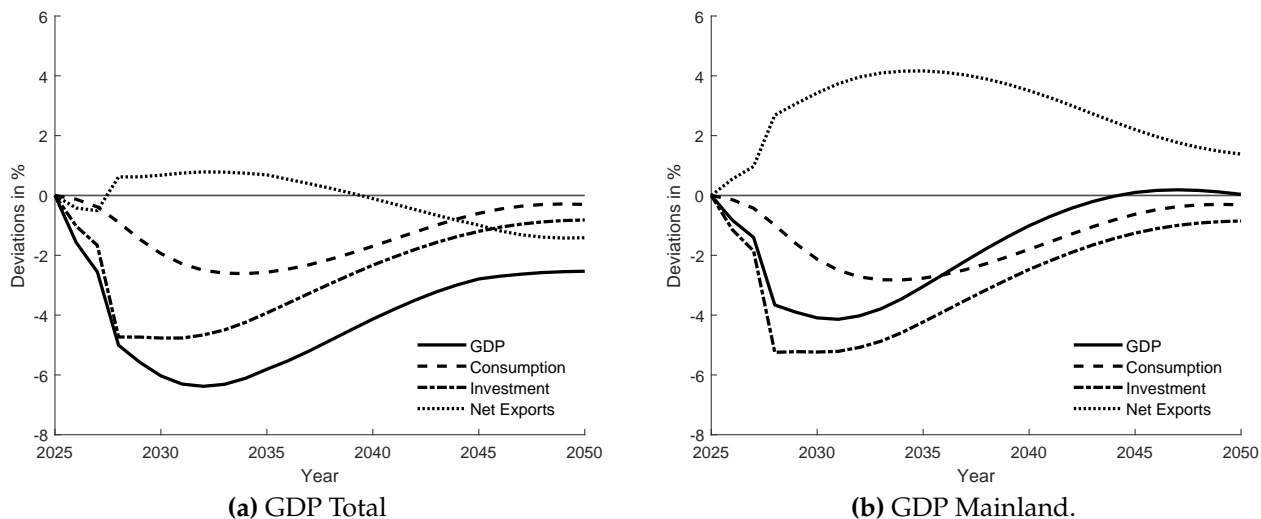 6
4
2
0
-2
-4
-6
-8
Deviations in %
2025 2030 2035 2040 2045 2050
Year
GDP
Consumption
Investment
Net Exports
(a) GDP Total
6
4
2
0
-2
-4
-6
-8
Deviations in %
2025 2030 2035 2040 2045 2050
Year
GDP
Consumption
Investment
Net Exports
(b) GDP Mainland.